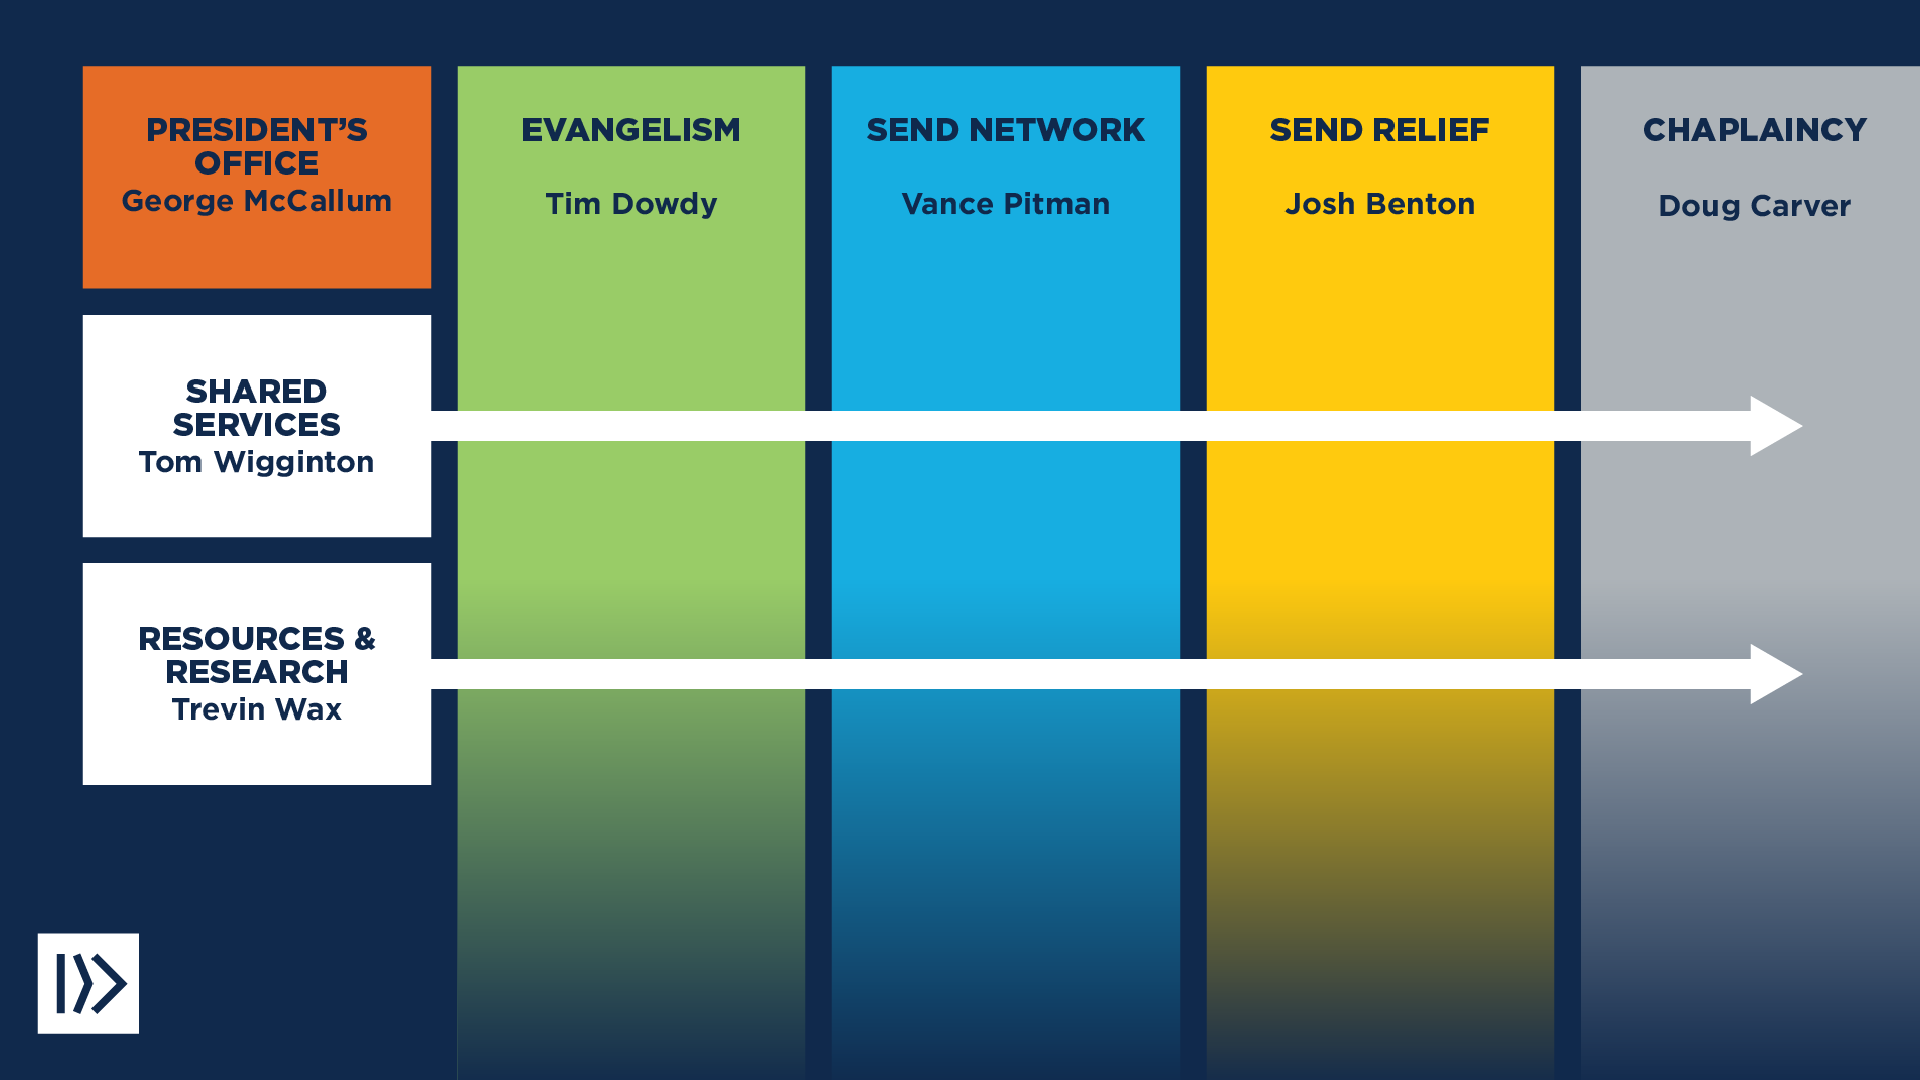 PRESIDENT'S
OFFICE
George McCallum
EVANGELISM
Tim Dowdy
SEND NETWORK
Vance Pitman
SEND RELIEF
Josh Benton
CHAPLAINCY
Doug Carver
SHARED
SERVICES
Tom Wigginton
RESOURCES &
RESEARCH
Trevin Wax